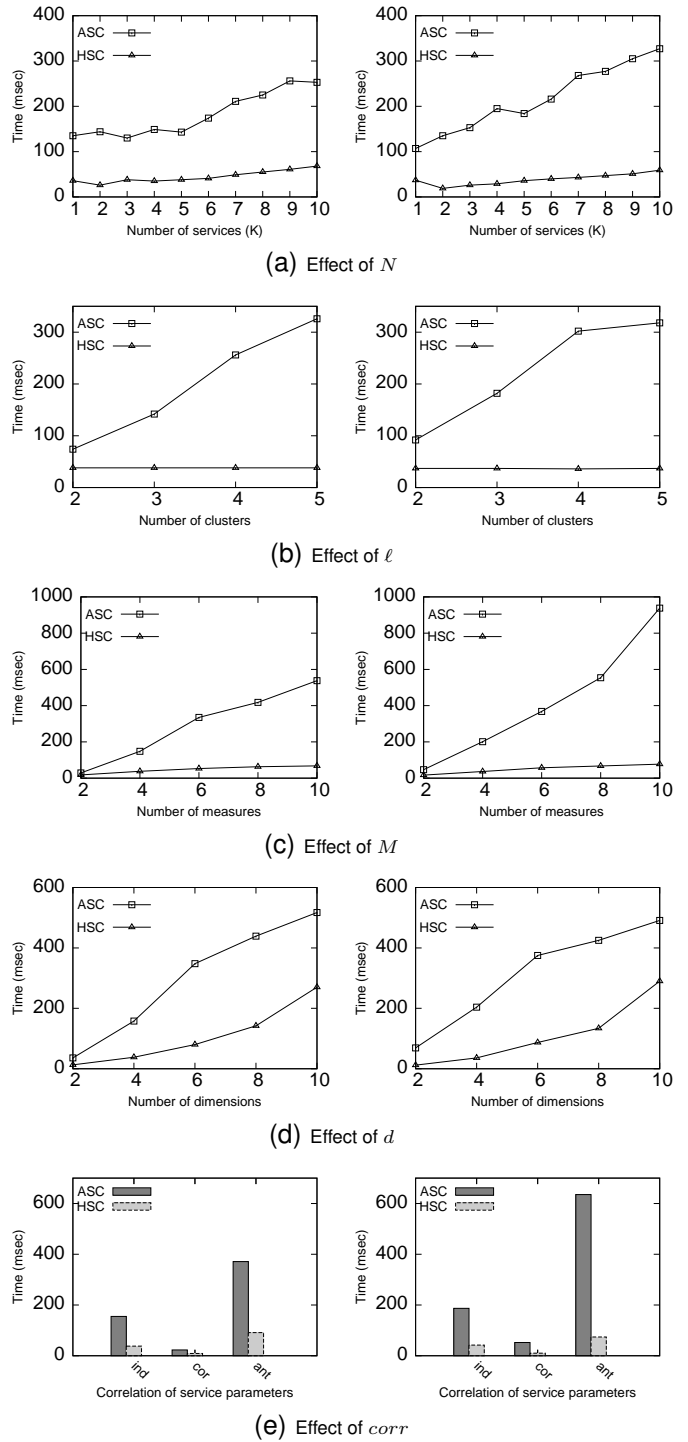 400
300
200
100
0
Time (msec)
ASC
HSC
1 2 3 4 5 6 7 8 9 10
Number of services (K)
400
300
200
100
0
Time (msec)
ASC
HSC
1 2 3 4 5 6 7 8 9 10
Number of services (K)
(a) Effect of N
300
200
100
0
Time (msec)
ASC
HSC
2 3 4 5
Number of clusters
300
200
100
0
Time (msec)
ASC
HSC
2 3 4 5
Number of clusters
(b) Effect of ℓ
1000
800
600
400
200
0
Time (msec)
ASC
HSC
2 4 6 8 10
Number of measures
1000
800
600
400
200
0
Time (msec)
ASC
HSC
2 4 6 8 10
Number of measures
(c) Effect of M
600
400
200
0
Time (msec)
ASC
HSC
2 4 6 8 10
Number of dimensions
600
400
200
0
Time (msec)
ASC
HSC
2 4 6 8 10
Number of dimensions
(d) Effect of d
600
400
200
0
Time (msec)
ASC
HSC
ind cor ant
Correlation of service parameters
600
400
200
0
Time (msec)
ASC
HSC
ind cor ant
Correlation of service parameters
(e) Effect of corr